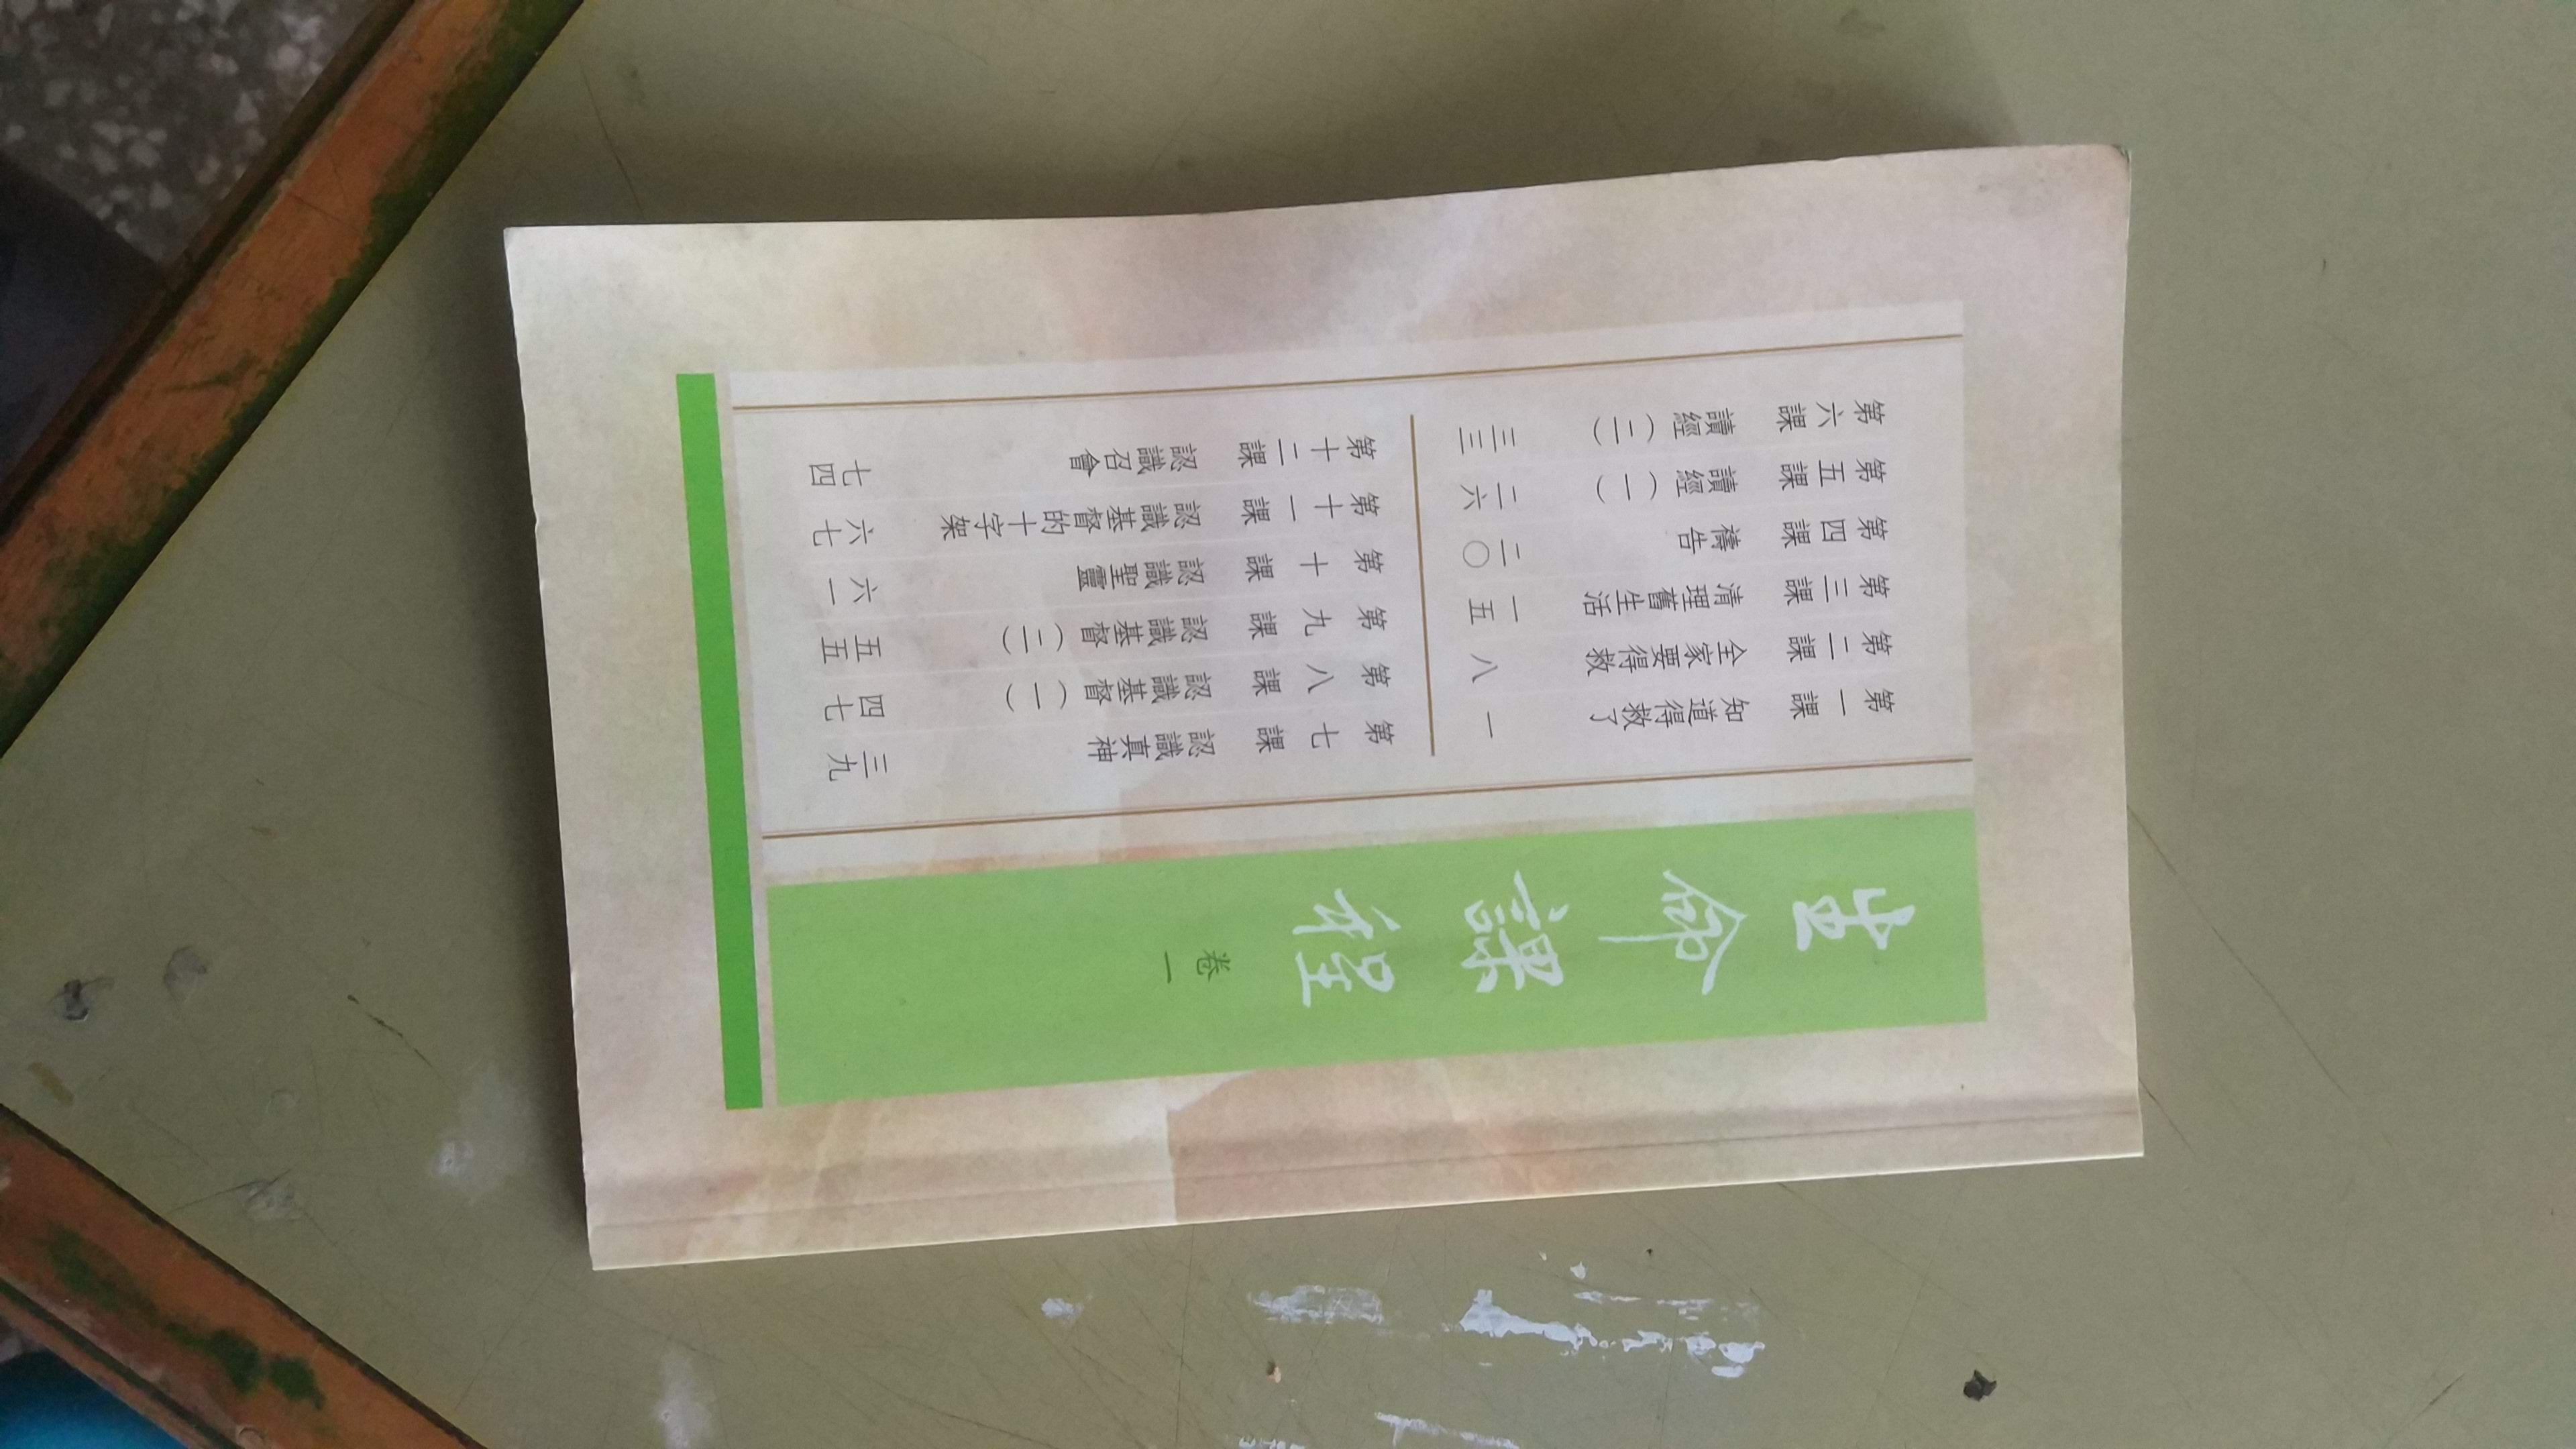 生命課程
卷一
第一課 知道得救了 一
第二課 全家要得救 八
第三課 清理舊生活 一五
第四課 禱告 二〇
第五課 讀經（一） 二六
第六課 讀經（二） 三三
第七課 認識真神 三九
第八課 認識基督（一） 四七
第九課 認識基督（二） 五五
第十課 認識聖靈 六一
第十一課 認識基督的十字架 六七
第十二課 認識召會 七四